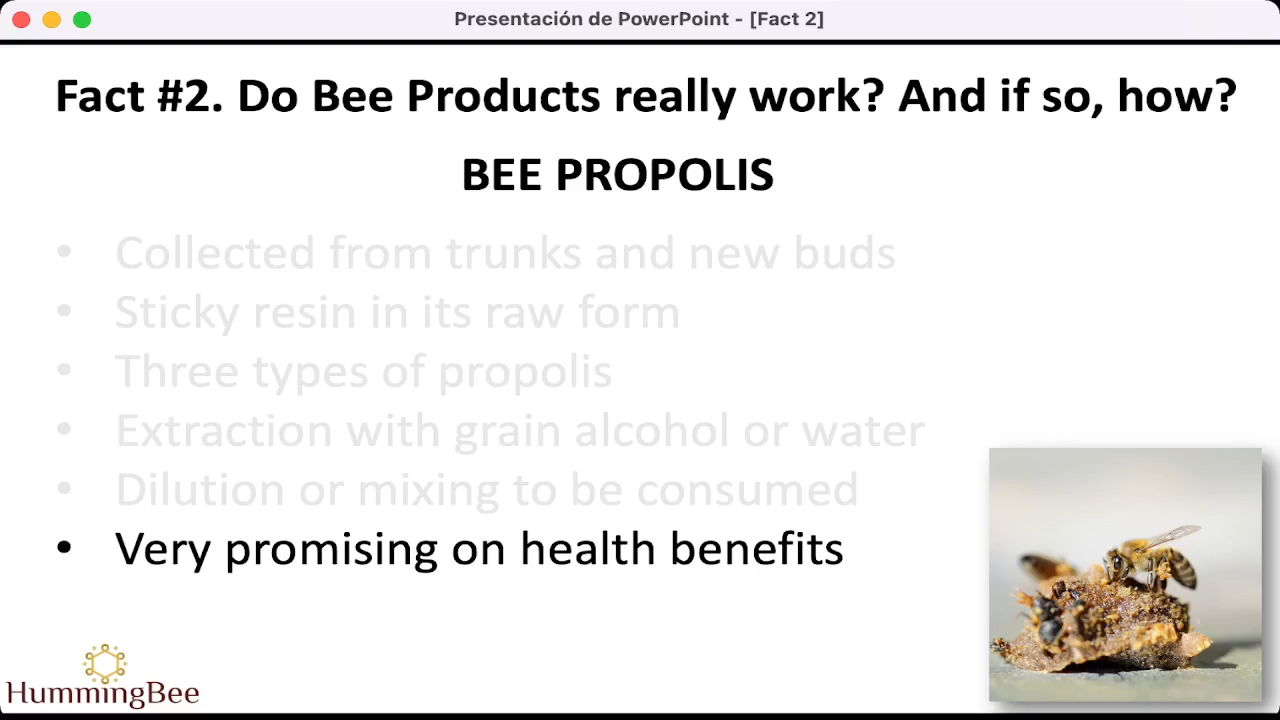 Presentación de PowerPoint - [Fact 2]
Fact #2. Do Bee Products really work? And if so, how?
BEE PROPOLIS
• Collected from trunks and new buds
• Sticky resin in its raw form
• Three types of propolis
• Extraction with grain alcohol or water
• Dilution or mixing to be consumed
• Very promising on health benefits
HummingBee